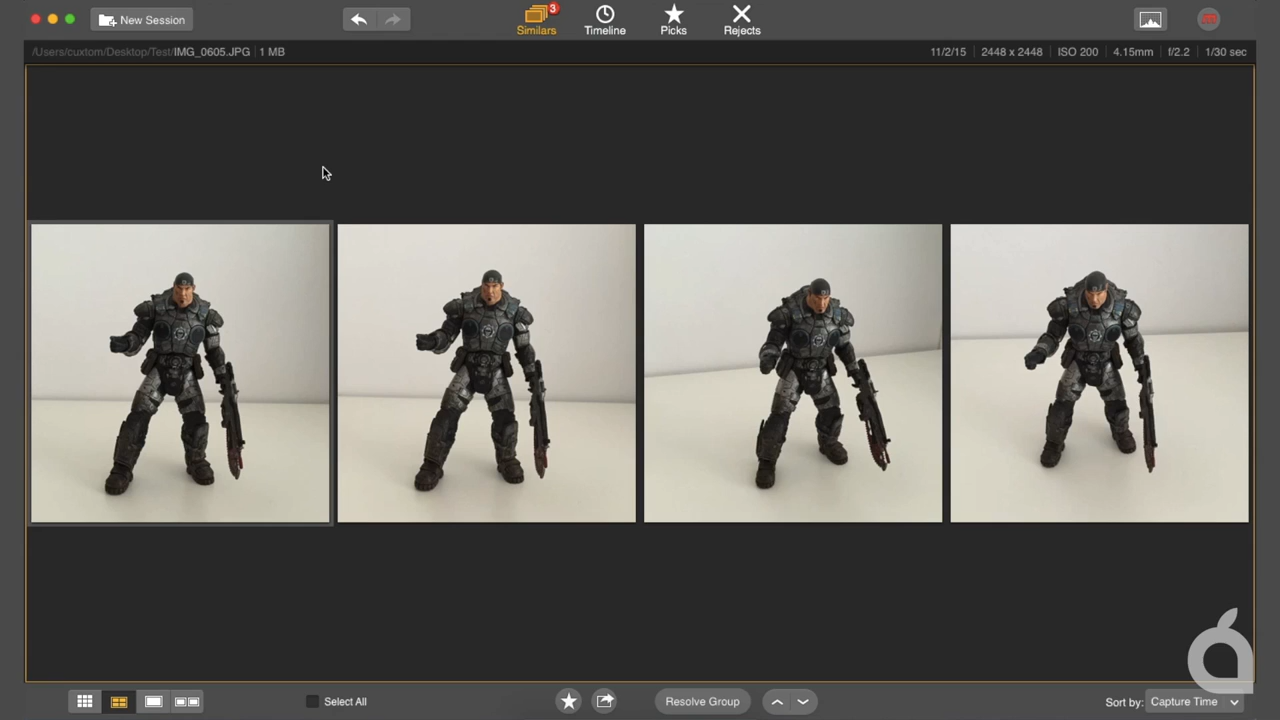 New Session
3
Similars
Timeline
Picks
Rejects
/Users/cuxtom/Desktop/Test/IMG_0605.JPG 1 MB
11/2/15 2448 x 2448 ISO 200 4.15mm f/2.2 1/30 sec
Select All
Resolve Group
Sort by: Capture Time